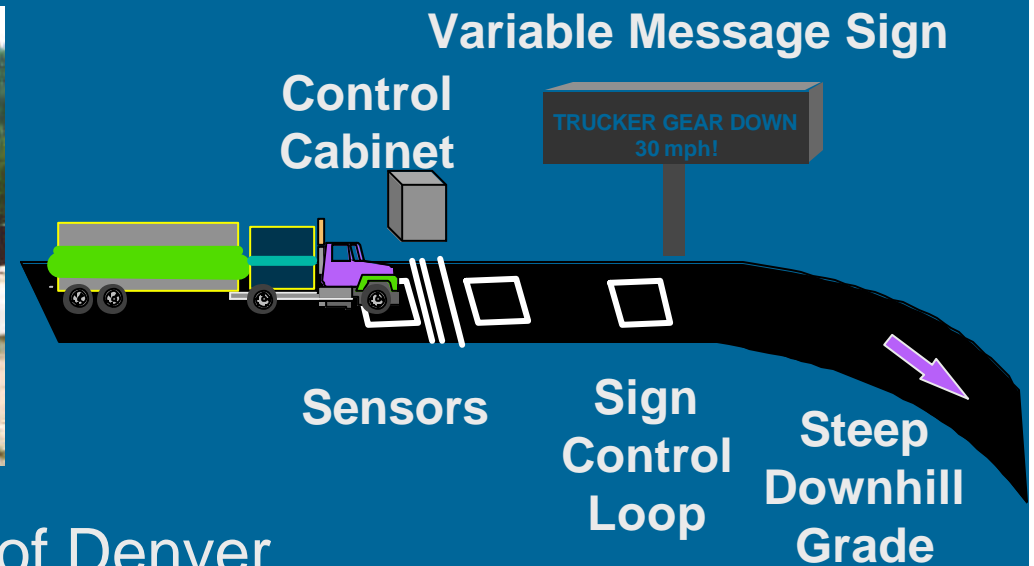 Variable Message Sign
Control
Cabinet
TRUCKER GEAR DOWN
30 mph!
Sensors
Sign
Control
Loop
Steep
Downhill
Grade
of Denver